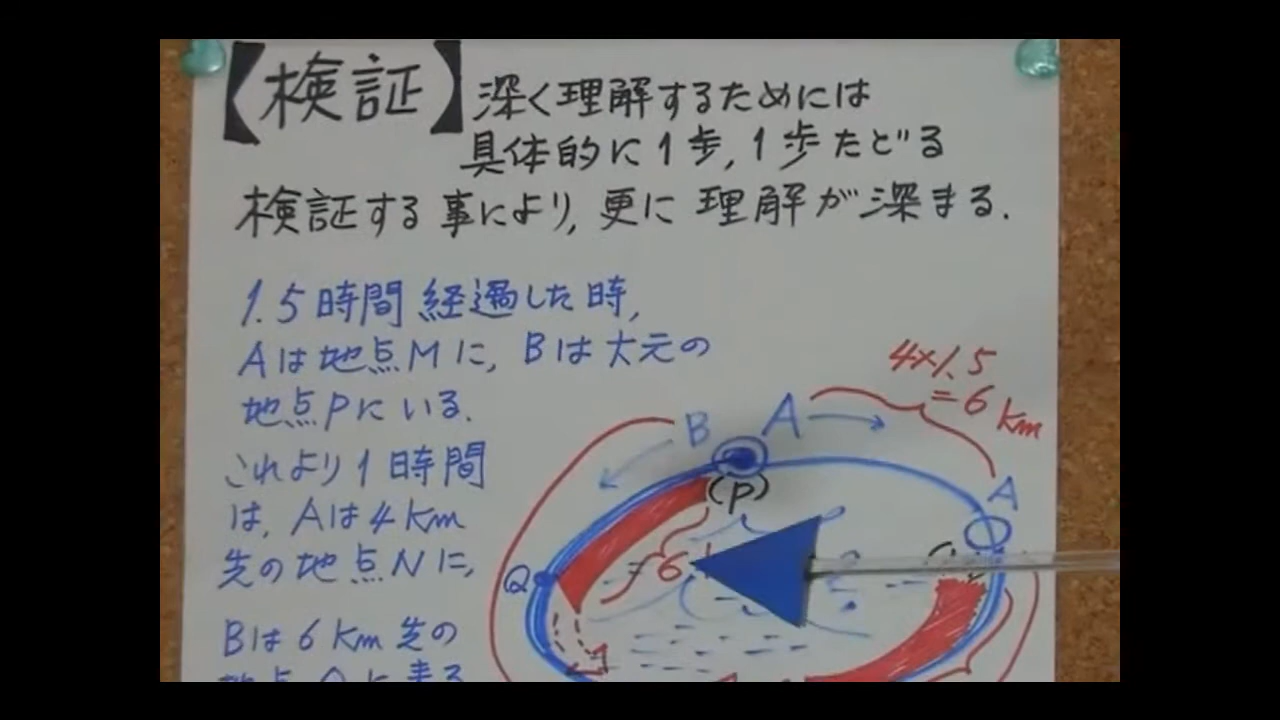 【検証】深く理解するためには
具体的に1歩,1歩たどる
検証する事により,更に理解が深まる.
1.5時間経過した時,
Aは地点Mに,Bは大元の
地点Pにいる.
これより1時間
は,Aは4km
先の地点Nに,
Bは6km先の
4×1.5
=6km
B
A
A
(P)
Q
=6